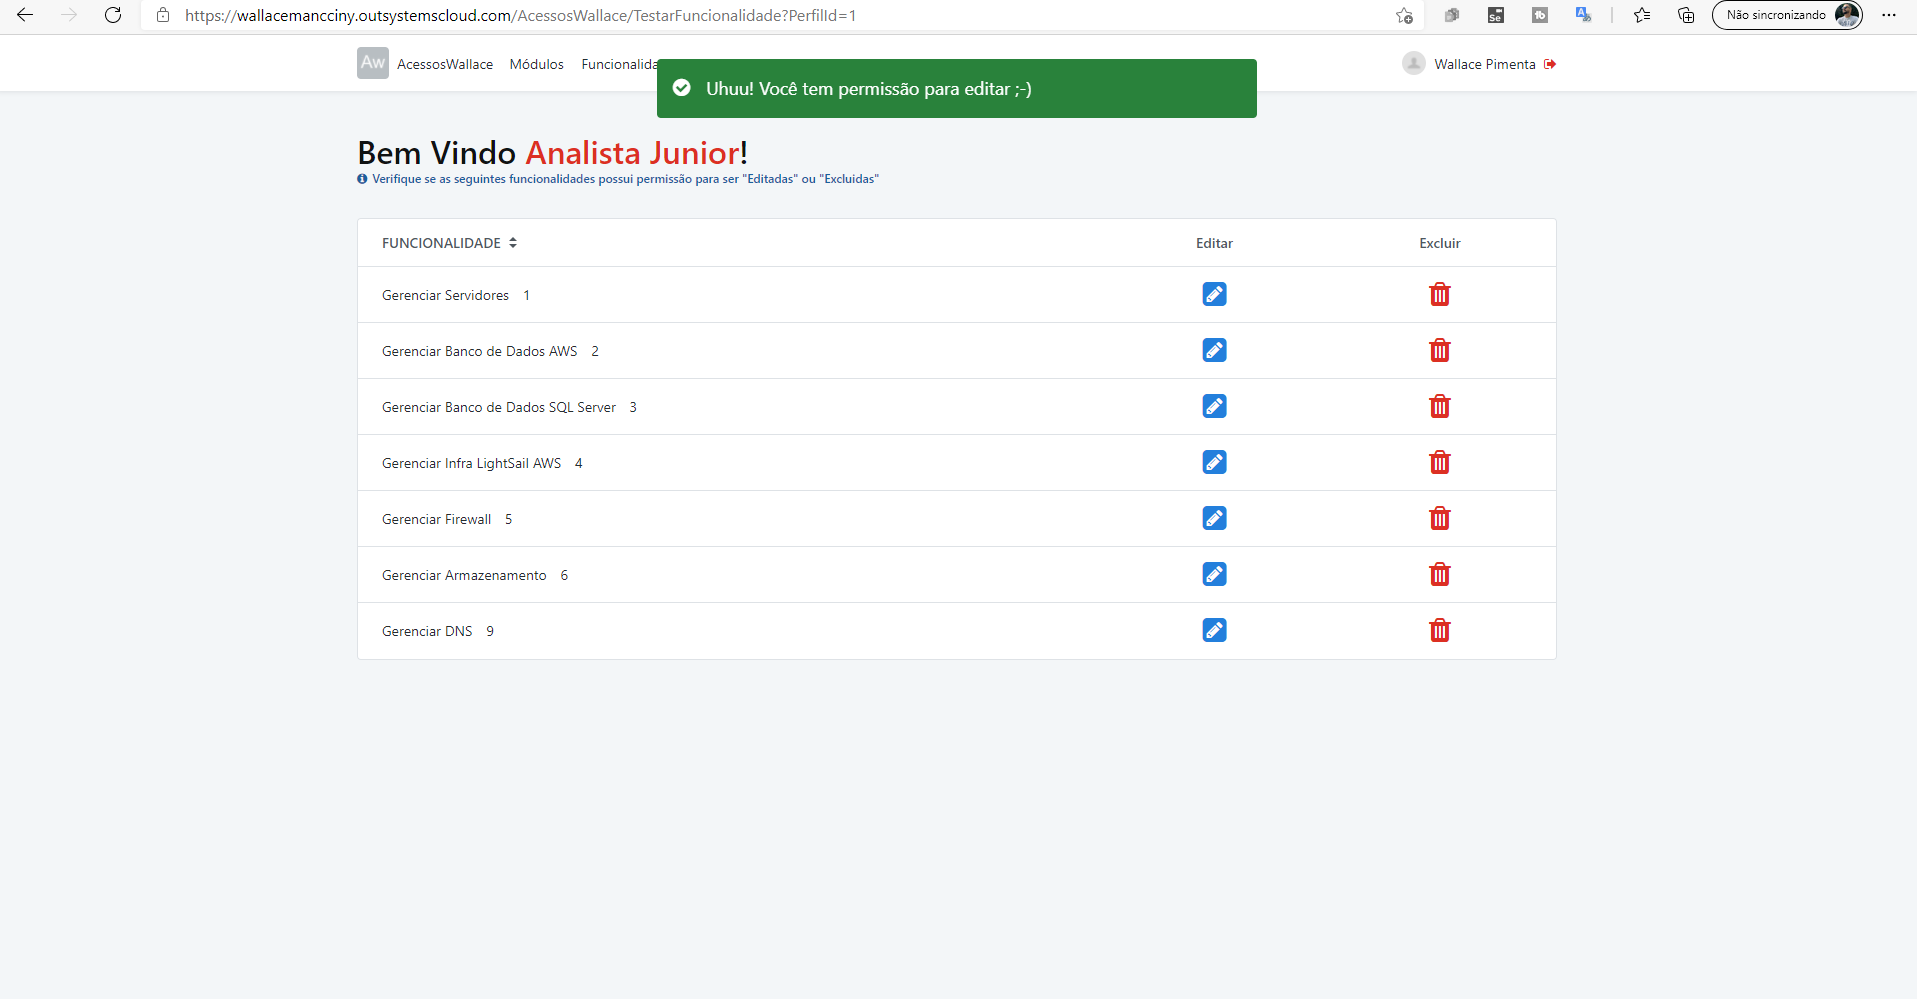 https://wallacemancciny.outsystemscloud.com/AcessosWallace/TestarFuncionalidade?PerfilId=1
Se
tb
A
Não sincronizando
Aw AcessosWallace Módulos Funcionalida
Wallace Pimenta
Uhuu! Você tem permissão para editar ;-)
Bem Vindo Analista Junior!
Verifique se as seguintes funcionalidades possui permissão para ser "Editadas" ou "Excluidas"
FUNCIONALIDADE Editar Excluir
Gerenciar Servidores 1
Gerenciar Banco de Dados AWS 2
Gerenciar Banco de Dados SQL Server 3
Gerenciar Infra LightSail AWS 4
Gerenciar Firewall 5
Gerenciar Armazenamento 6
Gerenciar DNS 9